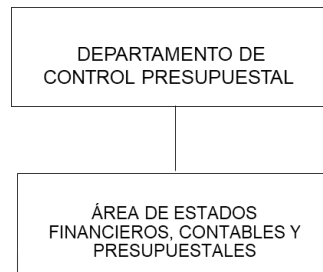 DEPARTAMENTO DE
CONTROL PRESUPUESTAL
ÁREA DE ESTADOS
FINANCIEROS, CONTABLES Y
PRESUPUESTALES